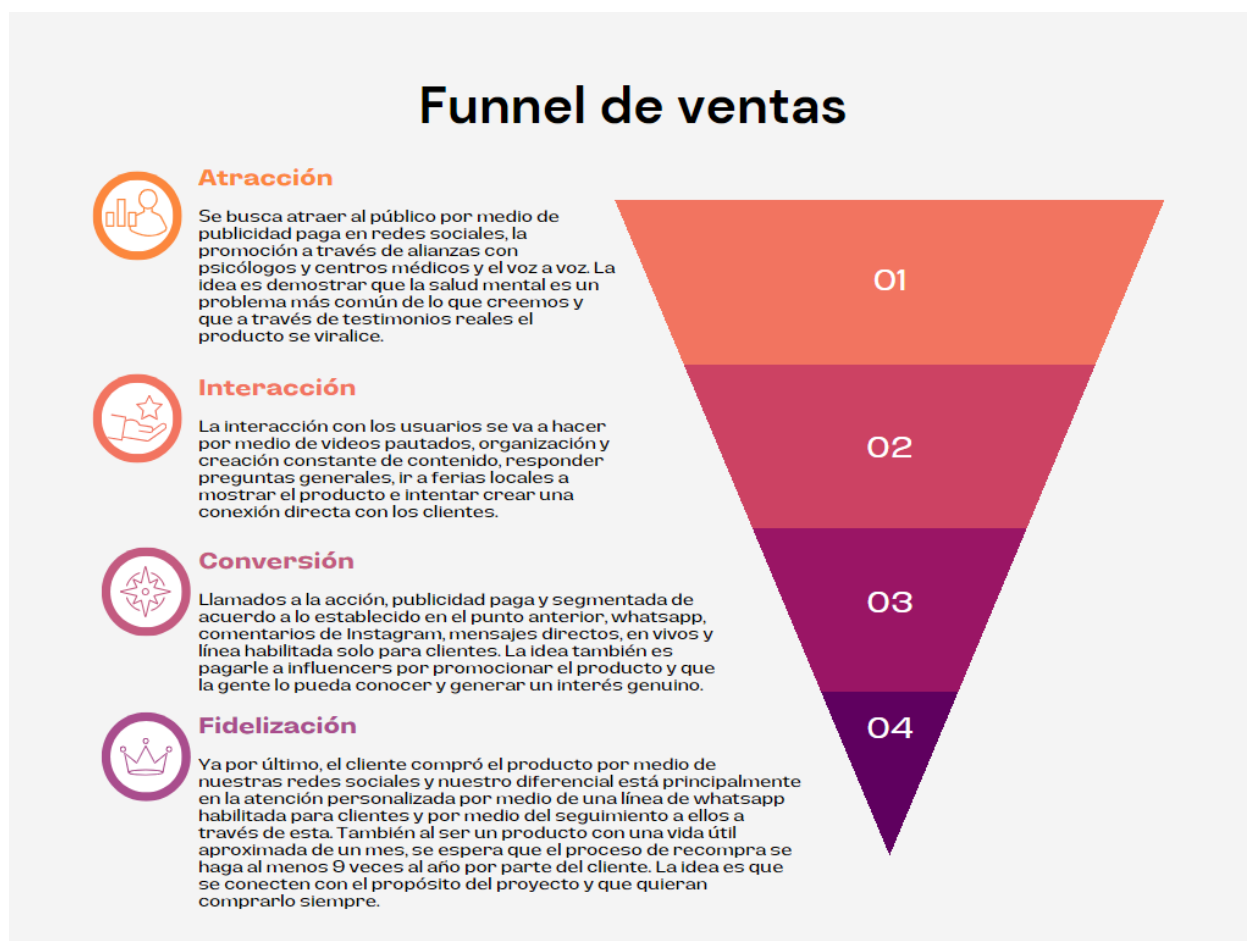 Funnel de ventas
Atracción
Se busca atraer al público por medio de
publicidad paga en redes sociales, la
promoción a través de alianzas con
psicólogos y centros médicos y el voz a voz. La
idea es demostrar que la salud mental es un
problema más común de lo que creemos y
que a través de testimonios reales el
producto se viralice.
01
Interacción
La interacción con los usuarios se va a hacer
por medio de videos pautados, organización y
creación constante de contenido, responder
preguntas generales, ir a ferias locales a
mostrar el producto e intentar crear una
conexión directa con los clientes.
02
Conversión
Llamados a la acción, publicidad paga y segmentada de
acuerdo a lo establecido en el punto anterior, whatsapp,
comentarios de Instagram, mensajes directos, en vivos y
línea habilitada solo para clientes. La idea también es
pagarle a influencers por promocionar el producto y que
la gente lo pueda conocer y generar un interés genuino.
03
Fidelización
Ya por último, el cliente compró el producto por medio de
nuestras redes sociales y nuestro diferencial está principalmente
en la atención personalizada por medio de una línea de whatsapp
habilitada para clientes y por medio del seguimiento a ellos a
través de esta. También al ser un producto con una vida útil
aproximada de un mes, se espera que el proceso de recompra se
haga al menos 9 veces al año por parte del cliente. La idea es que
se conecten con el propósito del proyecto y que quieran
comprarlo siempre.
04